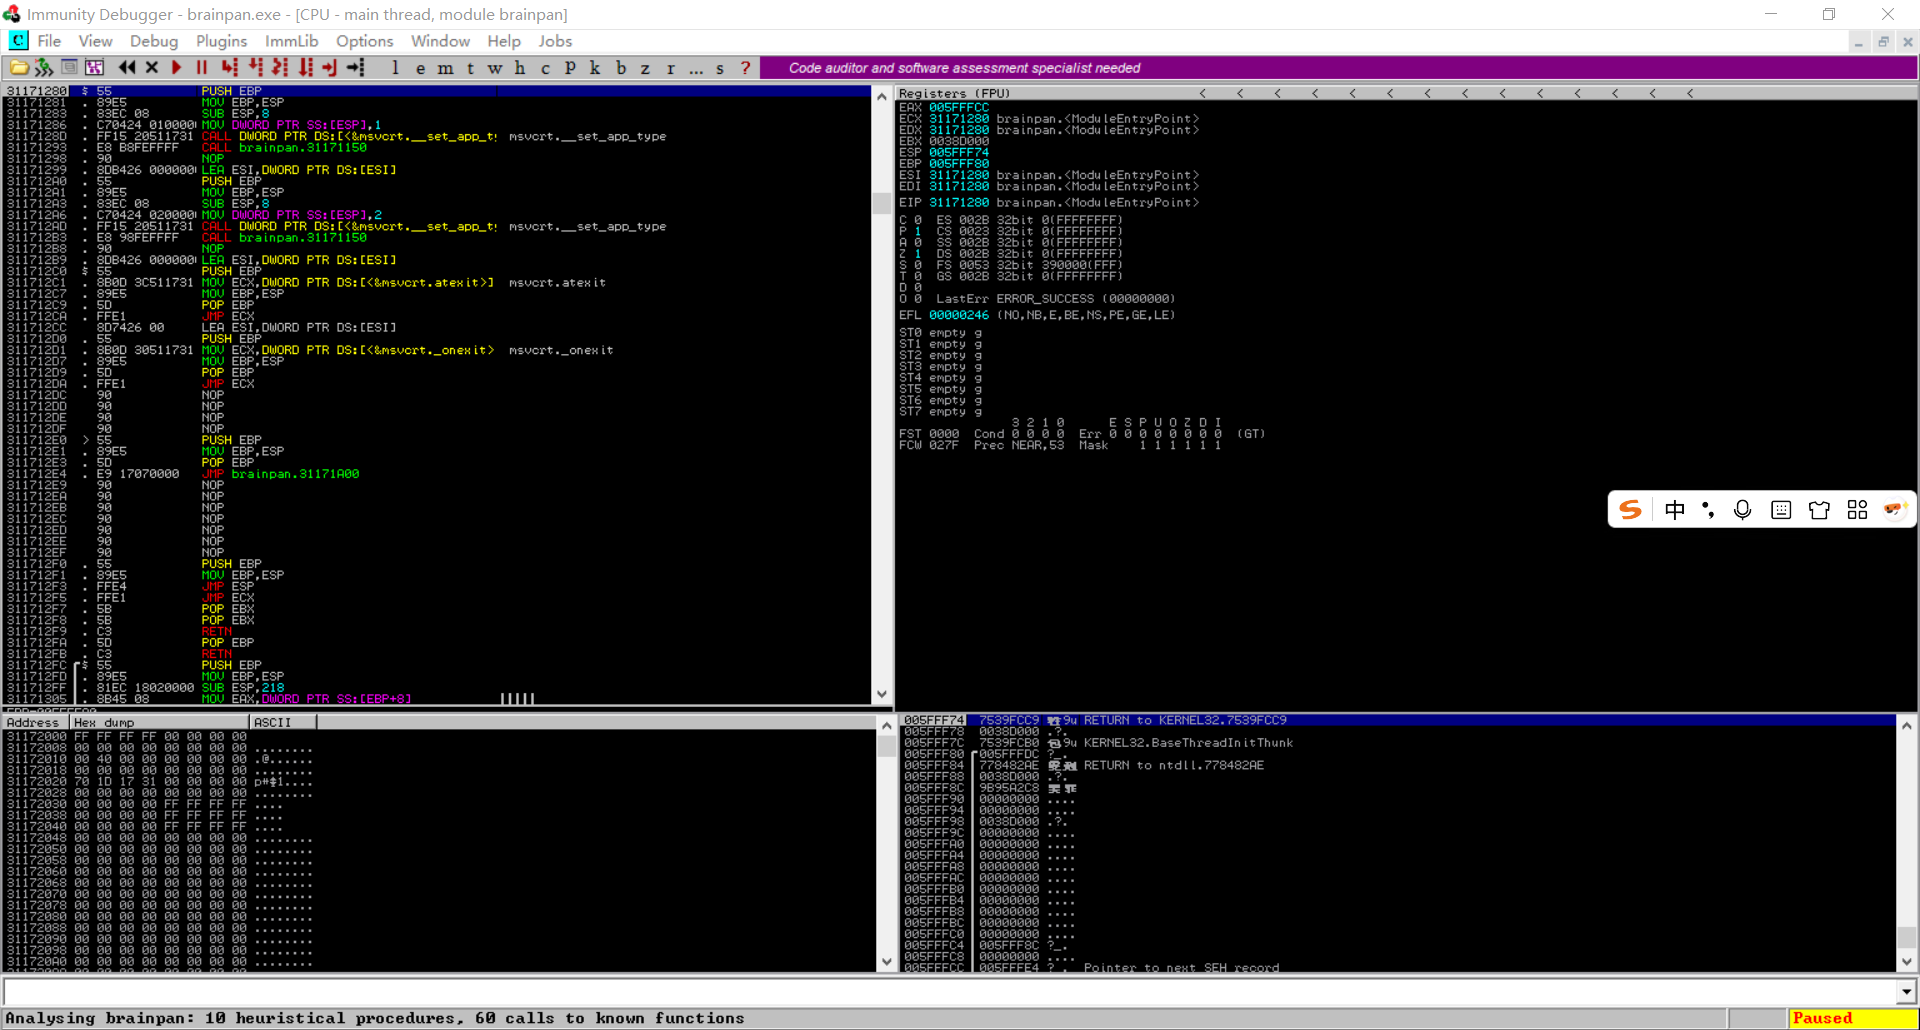 Immunity Debugger - brainpan.exe - [CPU - main thread, module brainpan]
C File View Debug Plugins ImmLib Options Window Help Jobs
l e m t w h c P k b z r ... s ? Code auditor and software assessment specialist needed
31171280 $ 55 PUSH EBP
31171281 . 89E5 MOV EBP,ESP
31171283 . 83EC 08 SUB ESP,8
31171286 . C70424 010000 MOV DWORD PTR SS:[ESP],1
3117128D . FF15 20511731 CALL DWORD PTR DS:[<&msvcrt.__set_app_t; msvcrt.__set_app_type
31171293 . E8 B8FEFFFF CALL brainpan.31171150
31171298 . 90 NOP
31171299 . 8DB426 000000 LEA ESI,DWORD PTR DS:[ESI]
311712A0 . 55 PUSH EBP
311712A1 . 89E5 MOV EBP,ESP
311712A3 . 83EC 08 SUB ESP,8
311712A6 . C70424 020000 MOV DWORD PTR SS:[ESP],2
311712AD . FF15 20511731 CALL DWORD PTR DS:[<&msvcrt.__set_app_t; msvcrt.__set_app_type
311712B3 . E8 98FEFFFF CALL brainpan.31171150
311712B8 . 90 NOP
311712B9 . 8DB426 000000 LEA ESI,DWORD PTR DS:[ESI]
311712C0 $ 55 PUSH EBP
311712C1 . 8B0D 3C511731 MOV ECX,DWORD PTR DS:[<&msvcrt.atexit>] msvcrt.atexit
311712C7 . 89E5 MOV EBP,ESP
311712C9 . 5D POP EBP
311712CA . FFE1 JMP ECX
311712CC 8D7426 00 LEA ESI,DWORD PTR DS:[ESI]
311712D0 . 55 PUSH EBP
311712D1 . 8B0D 30511731 MOV ECX,DWORD PTR DS:[<&msvcrt._onexit> msvcrt._onexit
311712D7 . 89E5 MOV EBP,ESP
311712D9 . 5D POP EBP
311712DA . FFE1 JMP ECX
311712DC 90 NOP
311712DD 90 NOP
311712DE 90 NOP
311712DF 90 NOP
311712E0 > 55 PUSH EBP
311712E1 . 89E5 MOV EBP,ESP
311712E3 . 5D POP EBP
311712E4 . E9 17070000 JMP brainpan.31171A00
311712E9 90 NOP
311712EA 90 NOP
311712EB 90 NOP
311712EC 90 NOP
311712ED 90 NOP
311712EE 90 NOP
311712EF 90 NOP
311712F0 . 55 PUSH EBP
311712F1 . 89E5 MOV EBP,ESP
311712F3 . FFE4 JMP ESP
311712F5 . FFE1 JMP ECX
311712F7 . 5B POP EBX
311712F8 . 5B POP EBX
311712F9 . C3 RETN
311712FA . 5D POP EBP
311712FB . C3 RETN
311712FC $ 55 PUSH EBP
311712FD . 89E5 MOV EBP,ESP
311712FF . 81EC 18020000 SUB ESP,218
31171305 . 8B45 08 MOV EAX,DWORD PTR SS:[EBP+8]
Registers (FPU) < < < < < < < < < < < < < <
EAX 005FFFCC
ECX 31171280 brainpan.<ModuleEntryPoint>
EDX 31171280 brainpan.<ModuleEntryPoint>
EBX 0038D000
ESP 005FFF74
EBP 005FFF80
ESI 31171280 brainpan.<ModuleEntryPoint>
EDI 31171280 brainpan.<ModuleEntryPoint>
EIP 31171280 brainpan.<ModuleEntryPoint>
C 0 ES 002B 32bit 0(FFFFFFFF)
P 1 CS 0023 32bit 0(FFFFFFFF)
A 0 SS 002B 32bit 0(FFFFFFFF)
Z 1 DS 002B 32bit 0(FFFFFFFF)
S 0 FS 0053 32bit 390000(FFF)
T 0 GS 002B 32bit 0(FFFFFFFF)
D 0
O 0 LastErr ERROR_SUCCESS (00000000)
EFL 00000246 (NO,NB,E,BE,NS,PE,GE,LE)
ST0 empty g
ST1 empty g
ST2 empty g
ST3 empty g
ST4 empty g
ST5 empty g
ST6 empty g
ST7 empty g
3 2 1 0 E S P U O Z D I
FST 0000 Cond 0 0 0 0 Err 0 0 0 0 0 0 0 0 (GT)
FCW 027F Prec NEAR,53 Mask 1 1 1 1 1 1
S 中
Address Hex dump ASCII
31172000 FF FF FF FF 00 00 00 00
31172008 00 00 00 00 00 00 00 00 ........
31172010 00 40 00 00 00 00 00 00 .@......
31172018 00 00 00 00 00 00 00 00 ........
31172020 70 1D 17 31 00 00 00 00
31172028 00 00 00 00 00 00 00 00 ........
31172030 00 00 00 00 FF FF FF FF ....
31172038 00 00 00 00 FF FF FF FF ....
31172040 00 00 00 00 FF FF FF FF ....
31172048 00 00 00 00 00 00 00 00 ........
31172050 00 00 00 00 00 00 00 00 ........
31172058 00 00 00 00 00 00 00 00 ........
31172060 00 00 00 00 00 00 00 00 ........
31172068 00 00 00 00 00 00 00 00 ........
31172070 00 00 00 00 00 00 00 00 ........
31172078 00 00 00 00 00 00 00 00 ........
31172080 00 00 00 00 00 00 00 00 ........
31172088 00 00 00 00 00 00 00 00 ........
31172090 00 00 00 00 00 00 00 00 ........
31172098 00 00 00 00 00 00 00 00 ........
311720A0 00 00 00 00 00 00 00 00 ........
005FFF74 7539FCC9 9u RETURN to KERNEL32.7539FCC9
005FFF78 0038D000 .?.
005FFF7C 7539FCB0 9u KERNEL32.BaseThreadInitThunk
005FFF80 005FFFDC ?_.
005FFF84 778482AE RETURN to ntdll.778482AE
005FFF88 0038D000 .?.
005FFF8C 9B95A2C8
005FFF90 00000000 ....
005FFF94 00000000 ....
005FFF98 0038D000 .?.
005FFF9C 00000000 ....
005FFFA0 00000000 ....
005FFFA4 00000000 ....
005FFFA8 00000000 ....
005FFFAC 00000000 ....
005FFFB0 00000000 ....
005FFFB4 00000000 ....
005FFFB8 00000000 ....
005FFFBC 00000000 ....
005FFFC0 00000000 ....
005FFFC4 005FFF8C ?_.
005FFFC8 00000000 ....
005FFFCC 005FFFE4 ? . Pointer to next SEH record
Analysing brainpan: 10 heuristical procedures, 60 calls to known functions
Paused